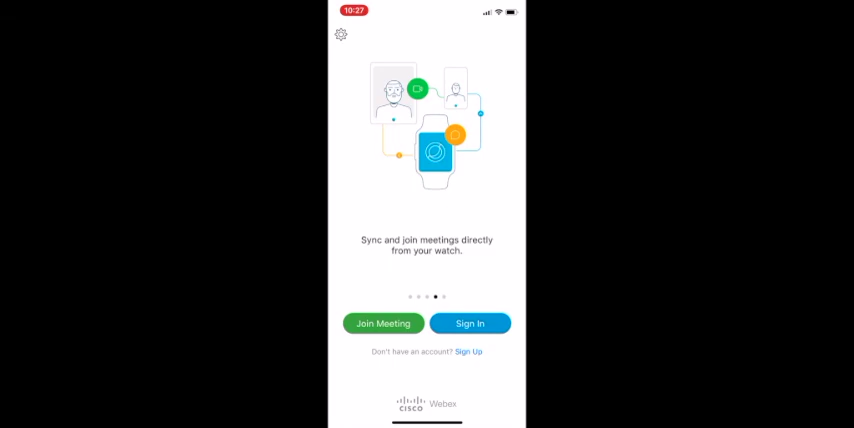 10:27
Sync and join meetings directly
from your watch.
Join Meeting
Sign In
Don't have an account? Sign Up
CISCO Webex